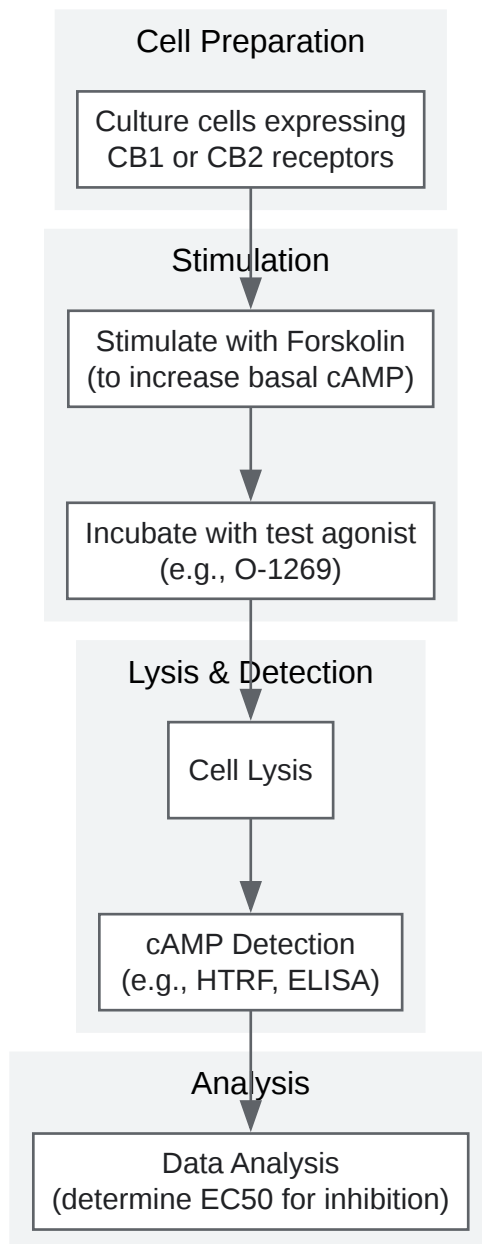 Cell Preparation
Culture cells expressing
CB1 or CB2 receptors
Stimulation
Stimulate with Forskolin
(to increase basal cAMP)
Incubate with test agonist
(e.g., O-1269)
Lysis & Detection
Cell Lysis
cAMP Detection
(e.g., HTRF, ELISA)
Analysis
Data Analysis
(determine EC50 for inhibition)